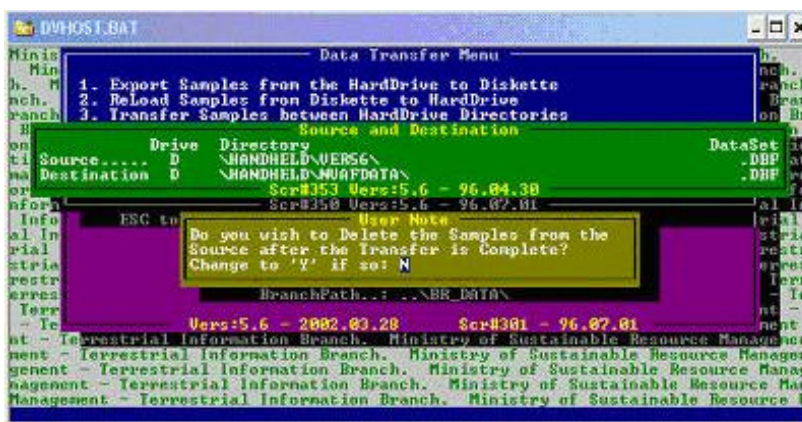 DVHOST.BAT
Data Transfer Menu
1. Export Samples from the HardDrive to Diskette
2. ReLoad Samples from Diskette to HardDrive
3. Transfer Samples between HardDrive Directories
Source and Destination
Drive Directory DataSet
Source..... D \HANDHELD\VERS6\ .DBF
Destination D \HANDHELD\NVAFDATA\ .DBF
Scr#353 Vers:5.6 - 96.04.30
Scr#350 Vers:5.6 - 96.07.01
ESC to
User Note
Do you wish to Delete the Samples from the
Source after the Transfer is Complete?
Change to 'Y' if so: N
BranchPath..: ..\BR_DATA\
Vers:5.6 - 2002.03.28 Scr#301 - 96.07.01
nt - Terrestrial Information Branch. Ministry of Sustainable Resource Manageme
ment - Terrestrial Information Branch. Ministry of Sustainable Resource Manage
gement - Terrestrial Information Branch. Ministry of Sustainable Resource Mana
nagement - Terrestrial Information Branch. Ministry of Sustainable Resource Ma
Management - Terrestrial Information Branch. Ministry of Sustainable Resource